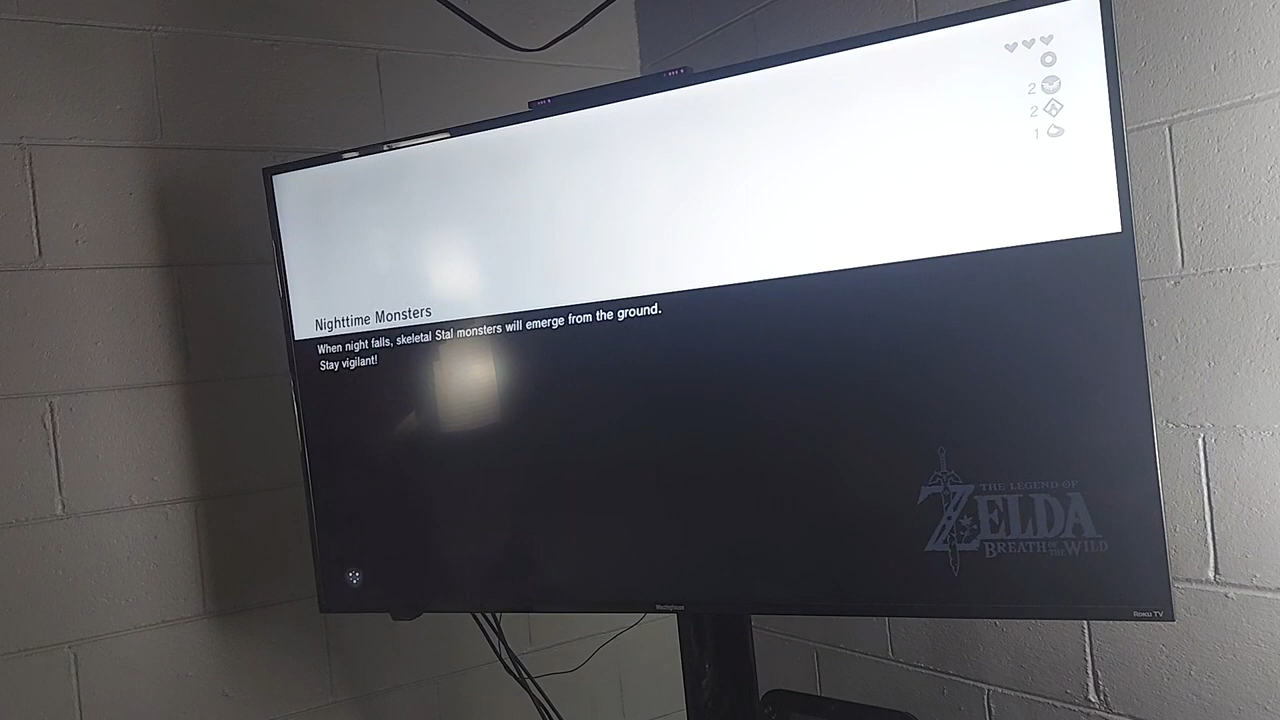 2
2
1
Nighttime Monsters
When night falls, skeletal Stal monsters will emerge from the ground.
Stay vigilant!
THE LEGEND OF
ZELDA
BREATH OF THE WILD
Westinghouse
Roku TV